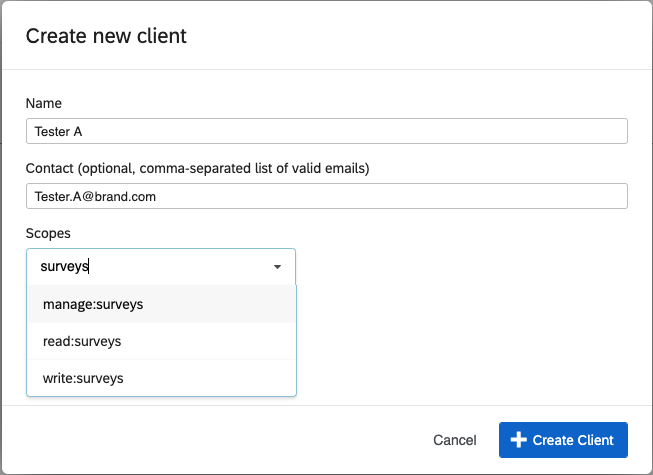 Create new client
Name
Tester A
Contact (optional, comma-separated list of valid emails)
Tester.A@brand.com
Scopes
surveys
manage:surveys
read:surveys
write:surveys
Cancel
Create Client